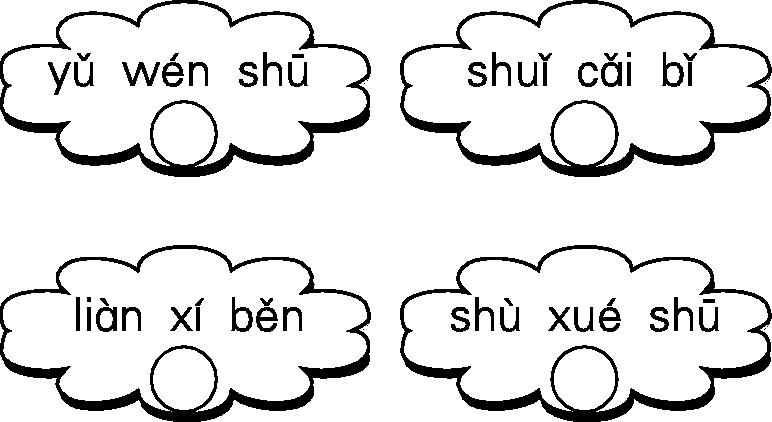 yǔ wén shū
shuǐ cǎi bǐ
liàn xí běn
shù xué shū